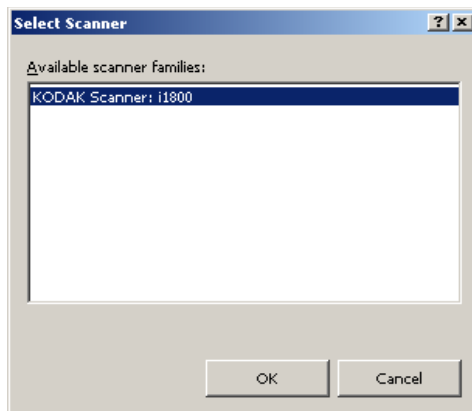 Select Scanner
Available scanner families:
KODAK Scanner: i1800
OK
Cancel